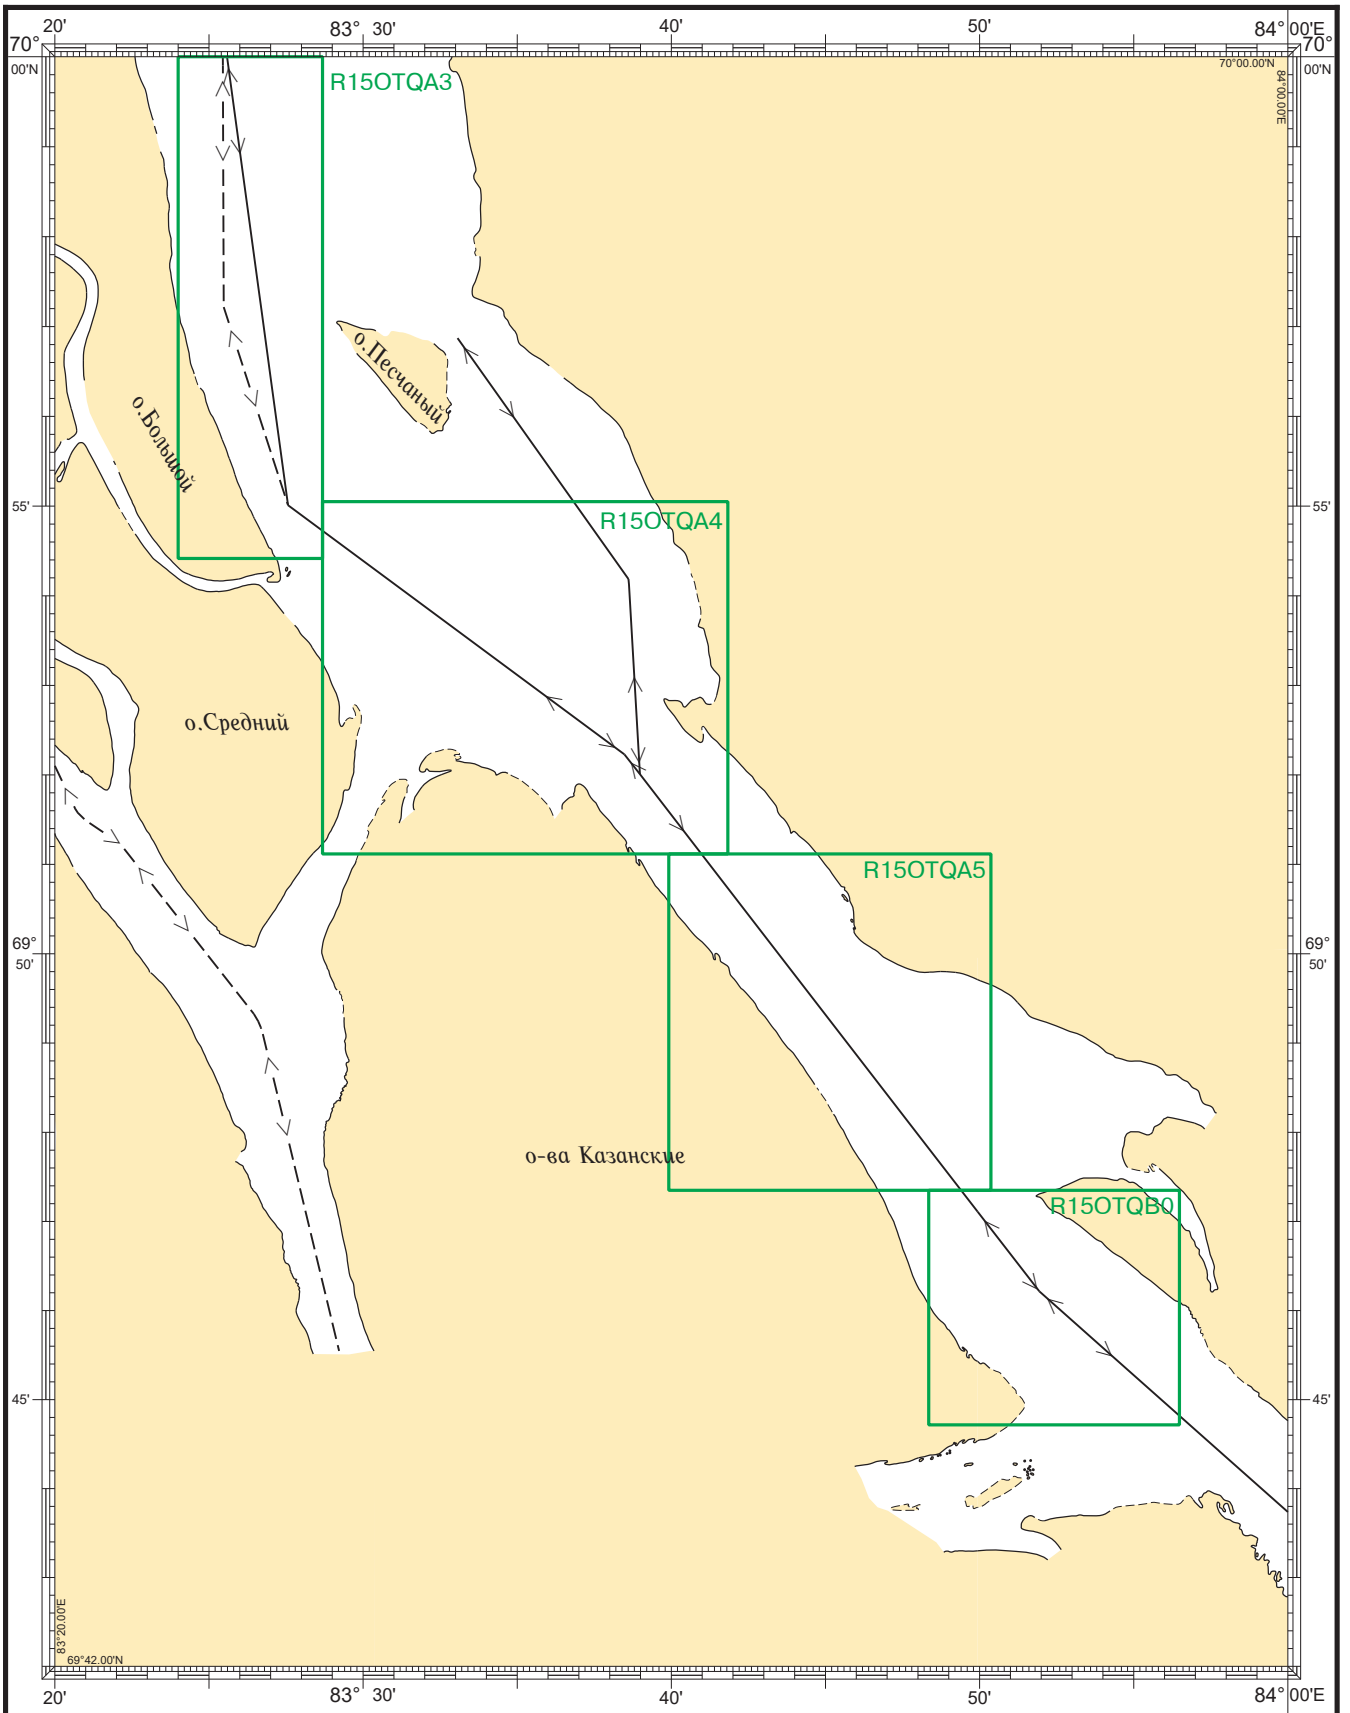 20' 83° 30' 40' 50' 84° 00'E
70° 70°
00'N 70°00.00'N 00'N
84°00.00'E
R15OTQA3
о.Песчаный
о.Большой
55' R15OTQA4 55'
о.Средний
R15OTQA5
69° 69°
50' 50'
о-ва Казанские
R15OTQB0
45' 45'
83°20.00'E
69°42.00'N
20' 83° 30' 40' 50' 84° 00'E